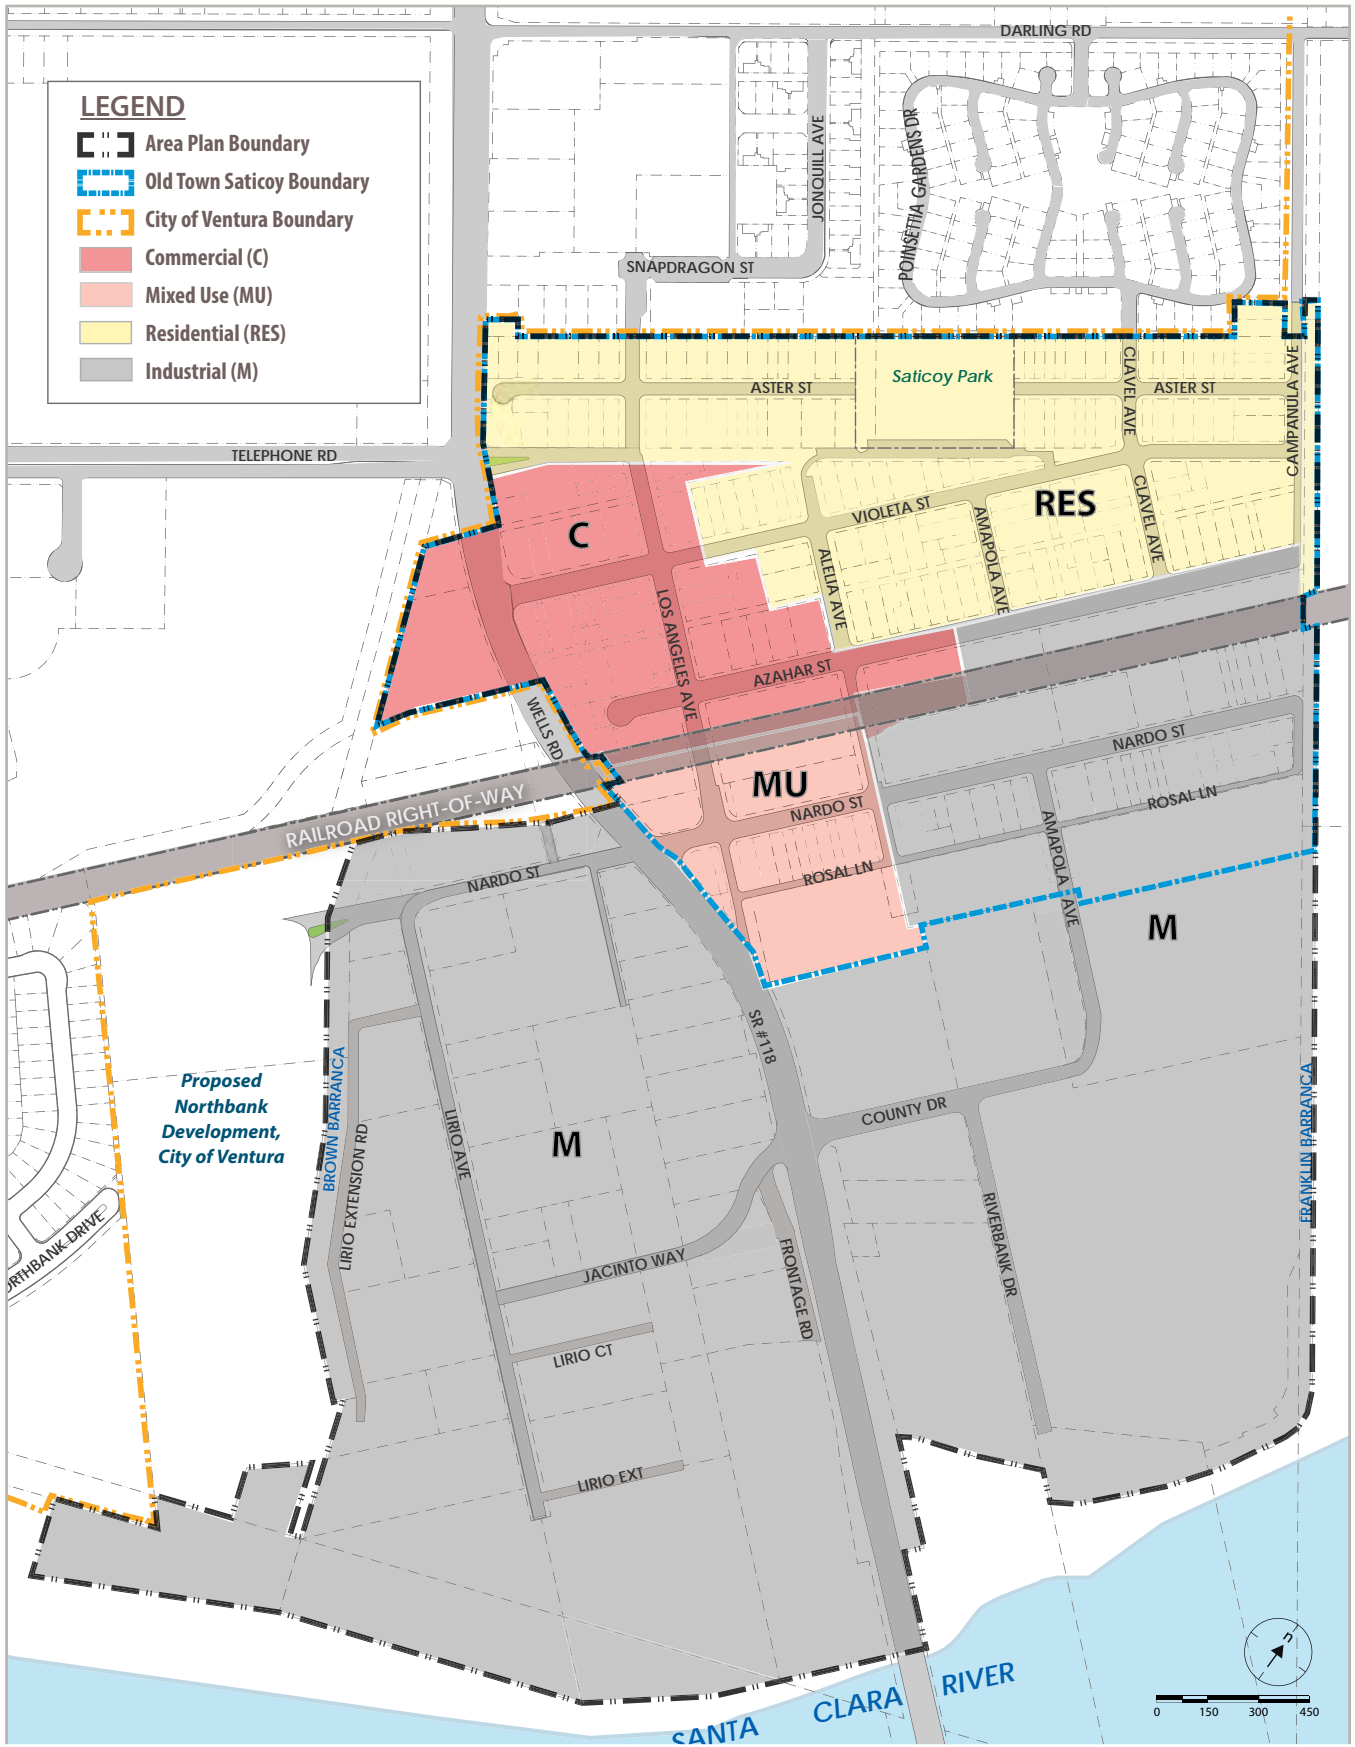 DARLING RD
LEGEND
Area Plan Boundary
Old Town Saticoy Boundary
City of Ventura Boundary
Commercial (C)
Mixed Use (MU)
Residential (RES)
Industrial (M)
JONQUILL AVE
POINSETTIA GARDENS DR
SNAPDRAGON ST
Saticoy Park
ASTER ST
CLAVEL AVE
ASTER ST
CAMPANULA AVE
TELEPHONE RD
C
VIOLETA ST
RES
CLAVEL AVE
AMAPOLA AVE
ALELIA AVE
LOS ANGELES AVE
AZAHAR ST
WELLS RD
NARDO ST
MU
NARDO ST
ROSAL LN
RAILROAD RIGHT-OF-WAY
AMAPOLA AVE
ROSAL LN
NARDO ST
M
SR #118
Proposed
Northbank
Development,
City of Ventura
BROWN BARRANCA
LIRIO EXTENSION RD
LIRIO AVE
M
COUNTY DR
FRANKLIN BARRANCA
RIVERBANK DR
ORTHBANK DRIVE
JACINTO WAY
FRONTAGE RD
LIRIO CT
LIRIO EXT
n
SANTA CLARA RIVER
0 150 300 450